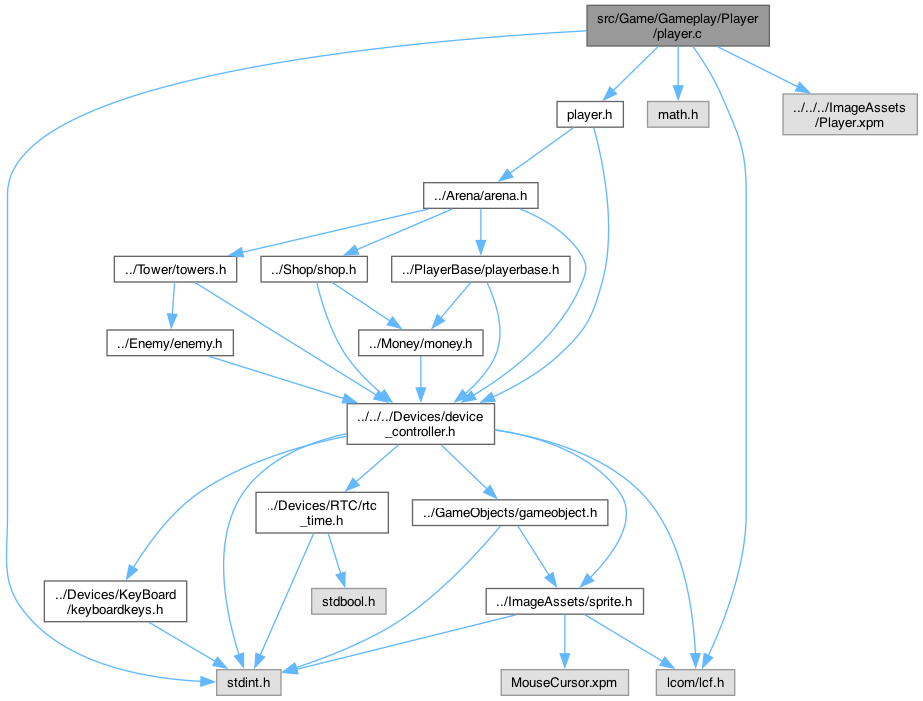 src/Game/Gameplay/Player
/player.c
player.h
math.h
../../../ImageAssets
/Player.xpm
../Arena/arena.h
../Tower/towers.h
../Shop/shop.h
../PlayerBase/playerbase.h
../Enemy/enemy.h
../Money/money.h
../../../Devices/device
_controller.h
../Devices/RTC/rtc
_time.h
../GameObjects/gameobject.h
../Devices/KeyBoard
/keyboardkeys.h
stdbool.h
../ImageAssets/sprite.h
stdint.h
MouseCursor.xpm
lcom/lcf.h